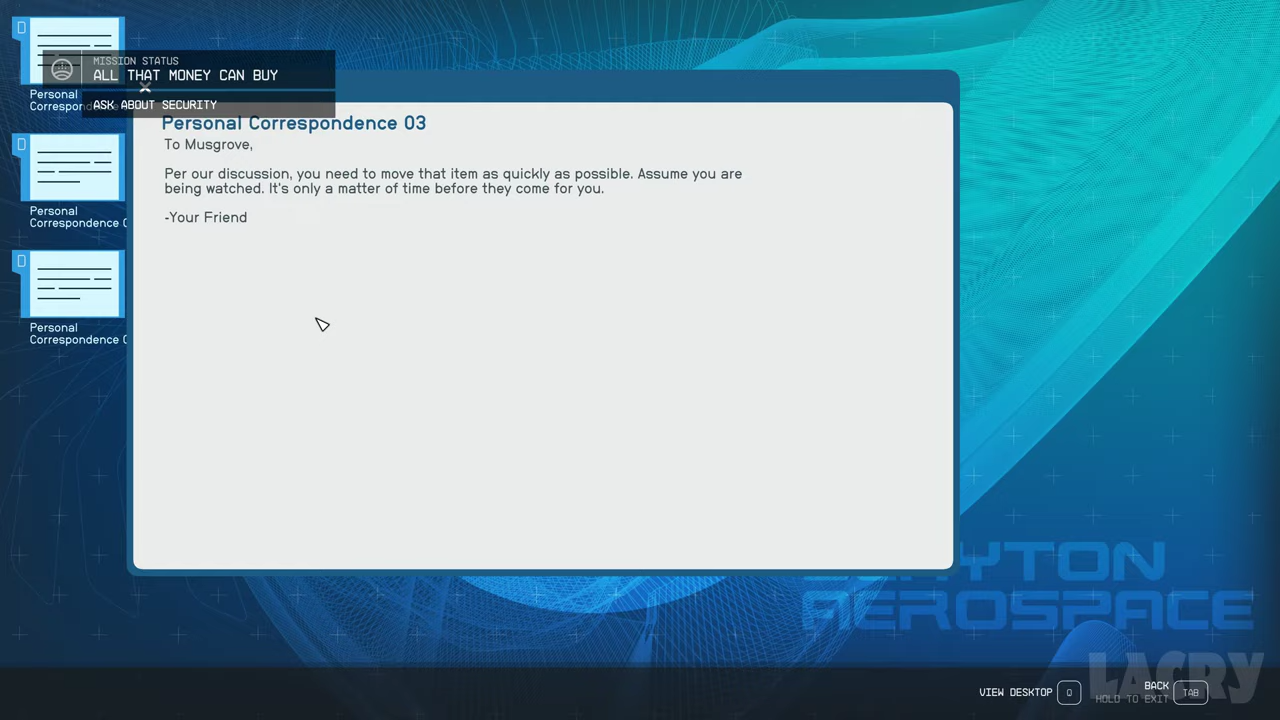 MISSION STATUS
ALL THAT MONEY CAN BUY
ASK ABOUT SECURITY
Personal
Personal
Correspondence 0
Personal
Correspondence 0
Personal Correspondence 03
To Musgrove,
Per our discussion, you need to move that item as quickly as possible. Assume you are
being watched. It's only a matter of time before they come for you.
-Your Friend
AEROSPACE
VIEW DESKTOP Q
BACK
HOLD TO EXIT TAB
LACRY